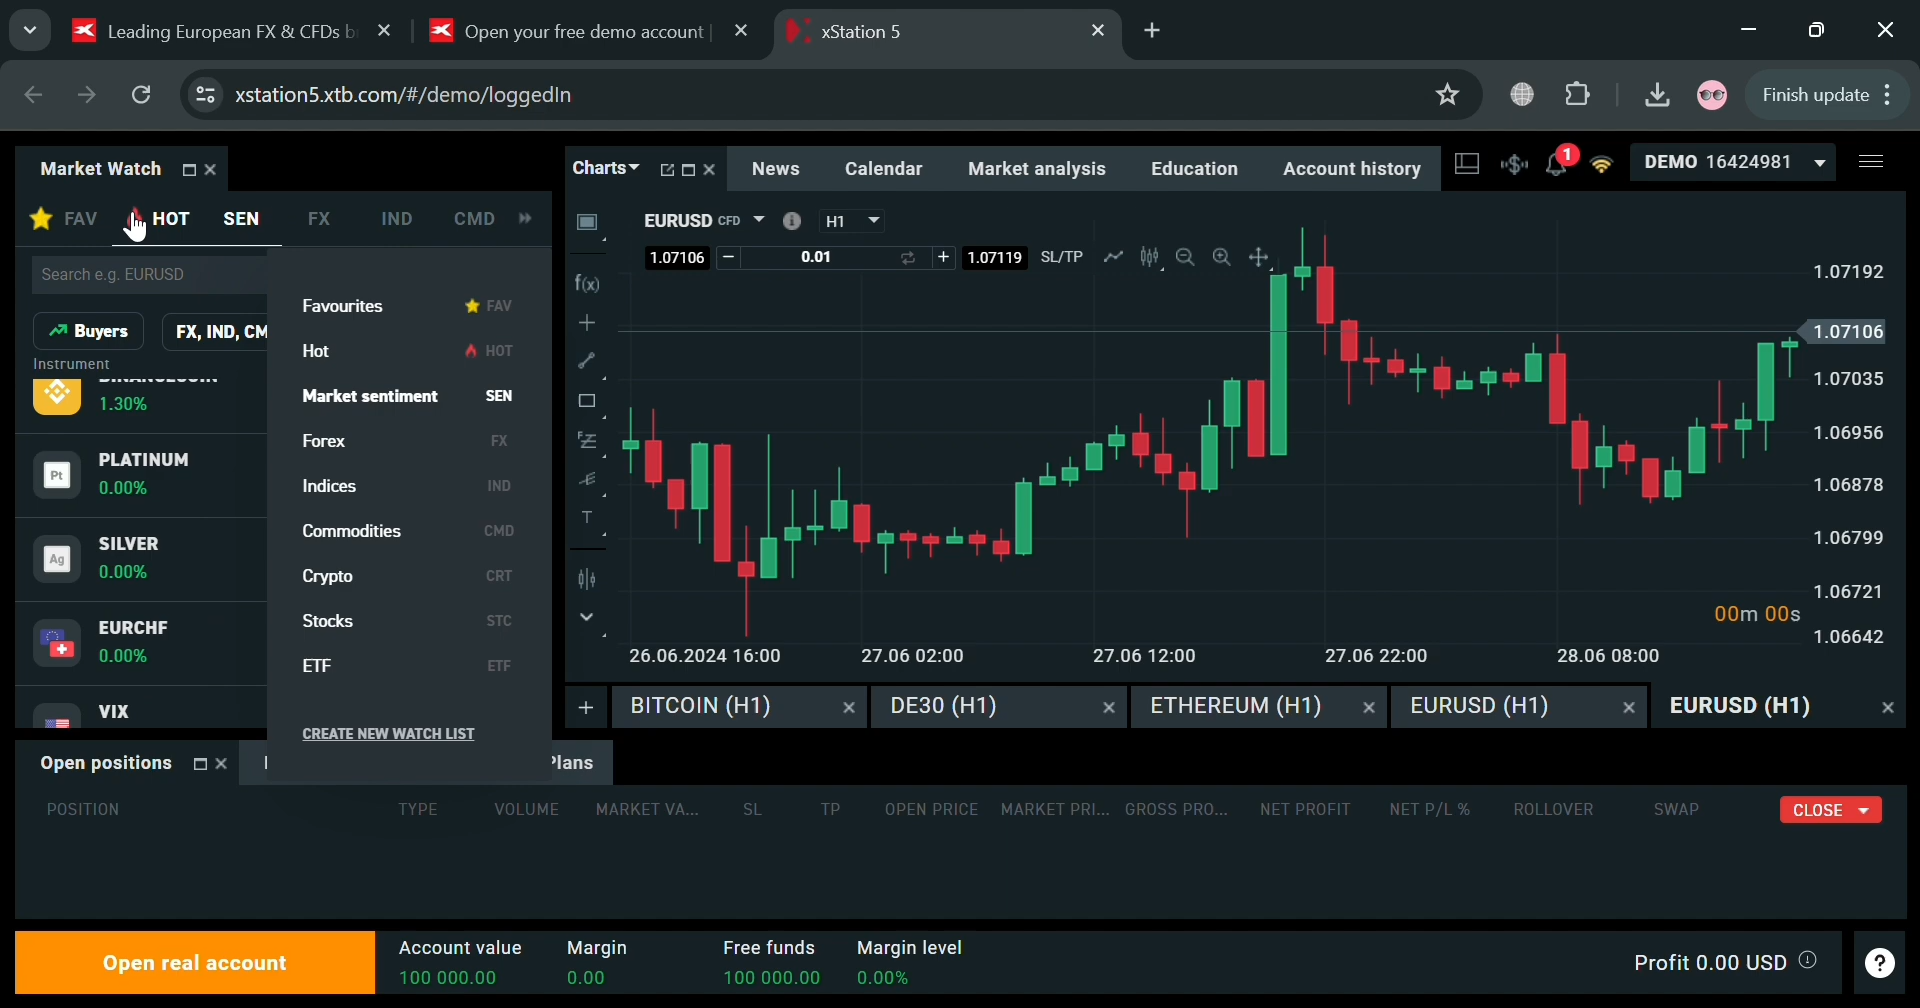 Leading European FX & CFDs b
Open your free demo account
xStation 5
xstation5.xtb.com/#/demo/loggedIn
Finish update
Market Watch
Charts
News
Calendar
Market analysis
Education
Account history
1
DEMO 16424981
FAV
HOT
SEN
FX
IND
CMD
EURUSD CFD
H1
1.07106
0.01
1.07119
SL/TP
Search e.g. EURUSD
Buyers
FX, IND, CM
Instrument
1.30%
PLATINUM
Pt
0.00%
SILVER
Ag
0.00%
EURCHF
0.00%
VIX
Favourites FAV
Hot HOT
Market sentiment SEN
Forex FX
Indices IND
Commodities CMD
Crypto CRT
Stocks STC
ETF ETF
CREATE NEW WATCH LIST
f(x)
T
1.07192
1.07106
1.07035
1.06956
1.06878
1.06799
1.06721
1.06642
00m 00s
26.06.2024 16:00
27.06 02:00
27.06 12:00
27.06 22:00
28.06 08:00
BITCOIN (H1)
DE30 (H1)
ETHEREUM (H1)
EURUSD (H1)
EURUSD (H1)
Open positions
Plans
POSITION
TYPE
VOLUME
MARKET VA...
SL
TP
OPEN PRICE
MARKET PRI...
GROSS PRO...
NET PROFIT
NET P/L %
ROLLOVER
SWAP
CLOSE
Open real account
Account value
100 000.00
Margin
0.00
Free funds
100 000.00
Margin level
0.00%
Profit 0.00 USD
?